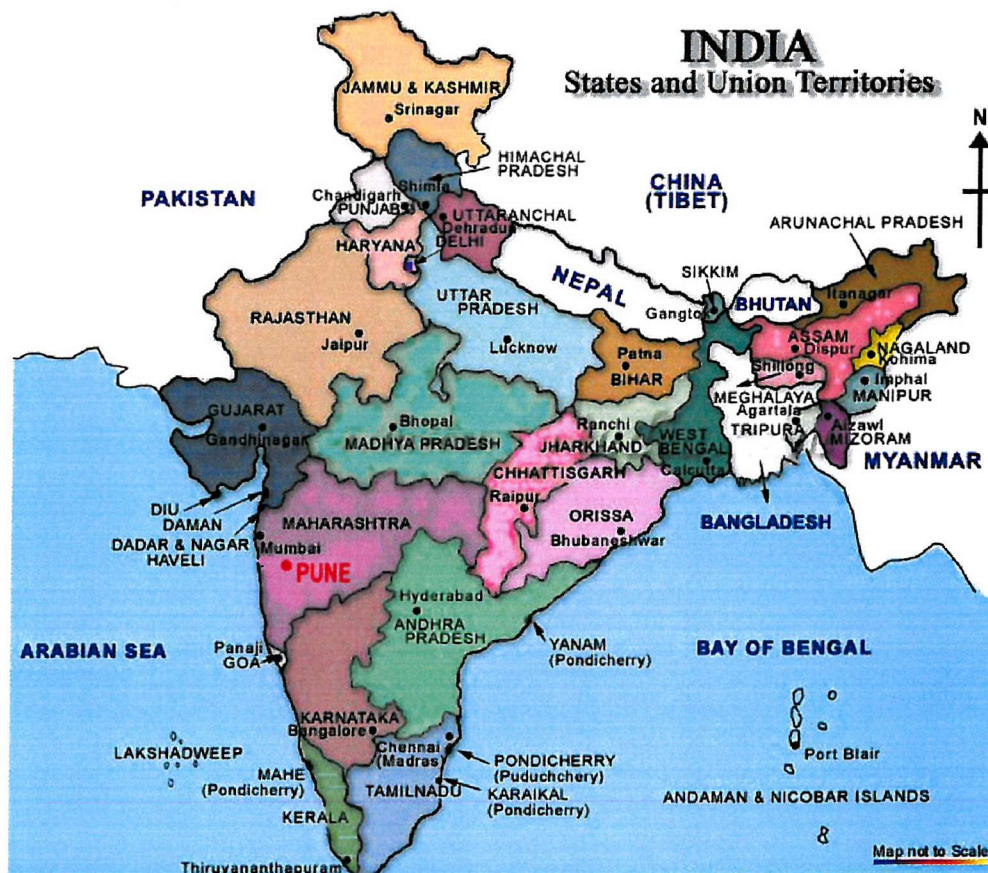 INDIA
States and Union Territories
N
JAMMU & KASHMIR
Srinagar
HIMACHAL
PRADESH
PAKISTAN
CHINA
(TIBET)
Chandigarh
Shimla
PUNJAB
UTTARANCHAL
Dehradun
HARYANA
DELHI
ARUNACHAL PRADESH
NEPAL
SIKKIM
Gangtok
BHUTAN
Itanagar
UTTAR
PRADESH
RAJASTHAN
Jaipur
Lucknow
Patna
BIHAR
ASSAM
Dispur
NAGALAND
Kohima
Shillong
MEGHALAYA
Imphal
MANIPUR
Agartala
TRIPURA
Aizawl
MIZORAM
GUJARAT
Gandhinagar
Bhopal
MADHYA PRADESH
Ranchi
JHARKHAND
WEST
BENGAL
Calcutta
MYANMAR
CHHATTISGARH
Raipur
DIU
DAMAN
DADAR & NAGAR
HAVELI
MAHARASHTRA
Mumbai
PUNE
ORISSA
Bhubaneshwar
BANGLADESH
Hyderabad
ANDHRA
PRADESH
ARABIAN SEA
Panaji
GOA
YANAM
(Pondicherry)
BAY OF BENGAL
KARNATAKA
Bangalore
Chennai
(Madras)
LAKSHADWEEP
MAHE
(Pondicherry)
PONDICHERRY
(Puduchchery)
KARAIKAL
(Pondicherry)
TAMILNADU
KERALA
Port Blair
ANDAMAN & NICOBAR ISLANDS
Thiruvananthapuram
Map not to Scale